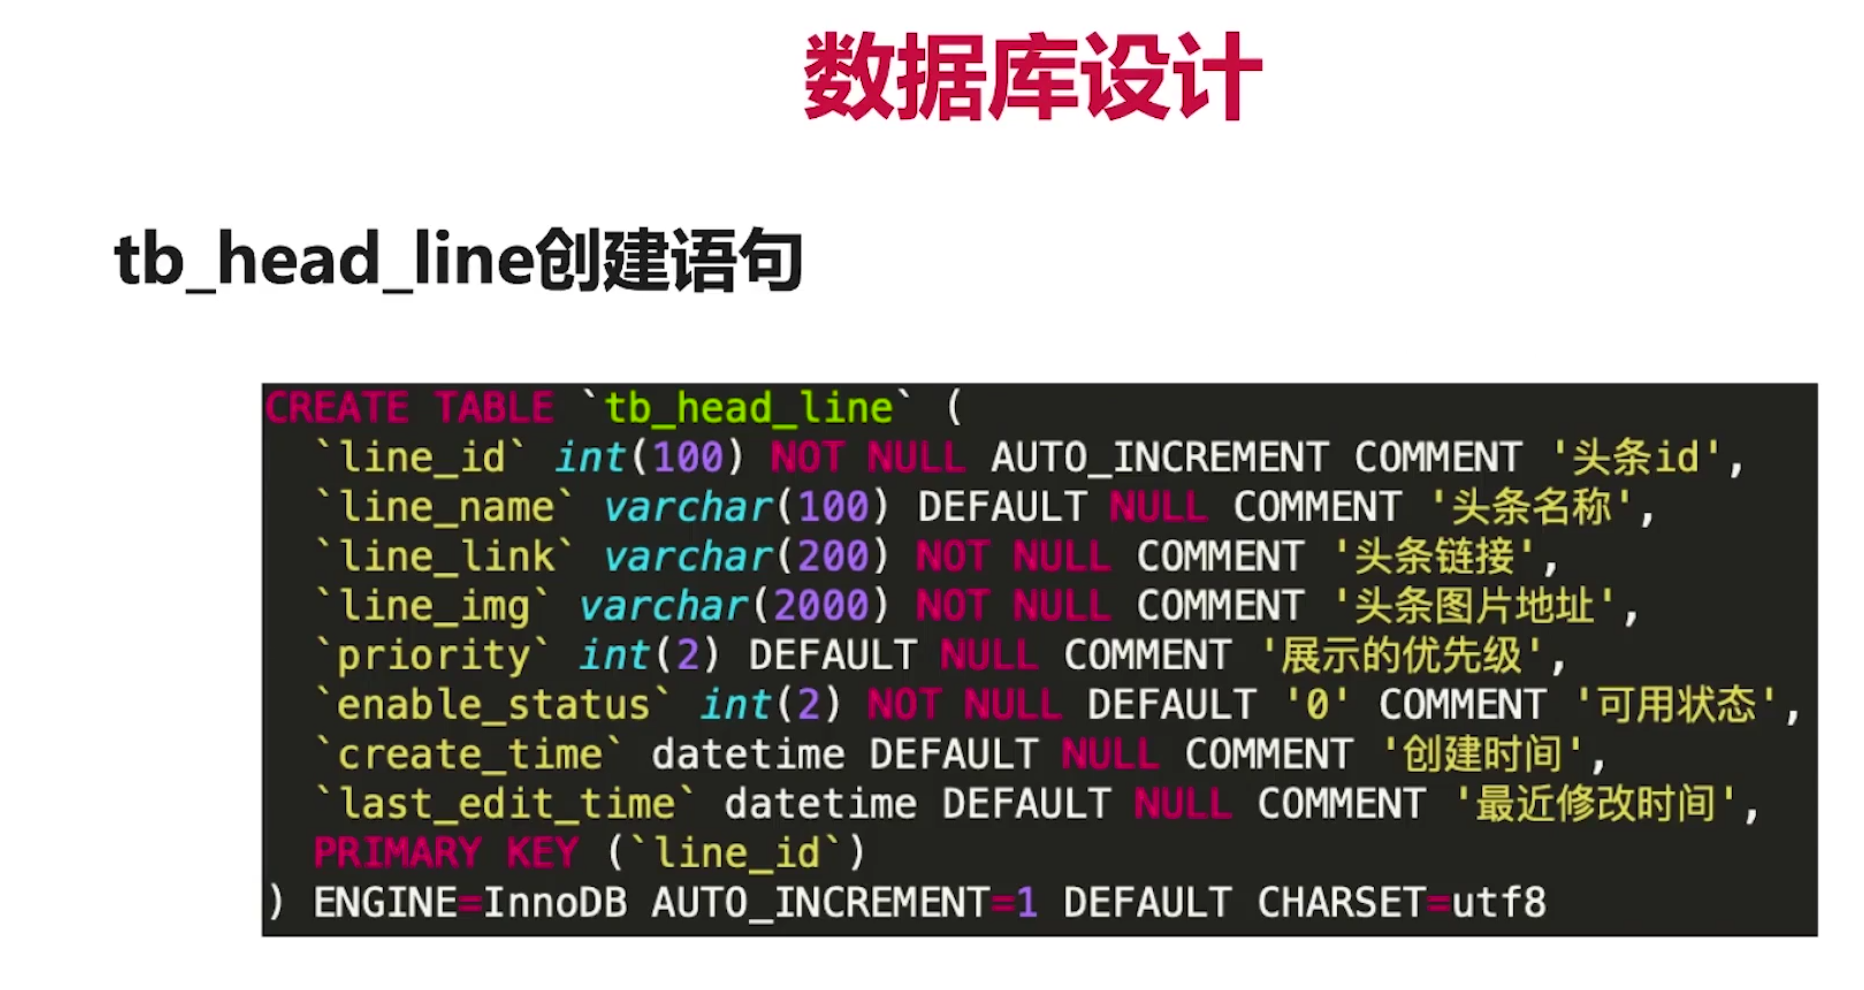 数据库设计
tb_head_line创建语句
CREATE TABLE `tb_head_line` (
  `line_id` int(100) NOT NULL AUTO_INCREMENT COMMENT '头条id',
  `line_name` varchar(100) DEFAULT NULL COMMENT '头条名称',
  `line_link` varchar(200) NOT NULL COMMENT '头条链接',
  `line_img` varchar(2000) NOT NULL COMMENT '头条图片地址',
  `priority` int(2) DEFAULT NULL COMMENT '展示的优先级',
  `enable_status` int(2) NOT NULL DEFAULT '0' COMMENT '可用状态',
  `create_time` datetime DEFAULT NULL COMMENT '创建时间',
  `last_edit_time` datetime DEFAULT NULL COMMENT '最近修改时间',
  PRIMARY KEY (`line_id`)
) ENGINE=InnoDB AUTO_INCREMENT=1 DEFAULT CHARSET=utf8